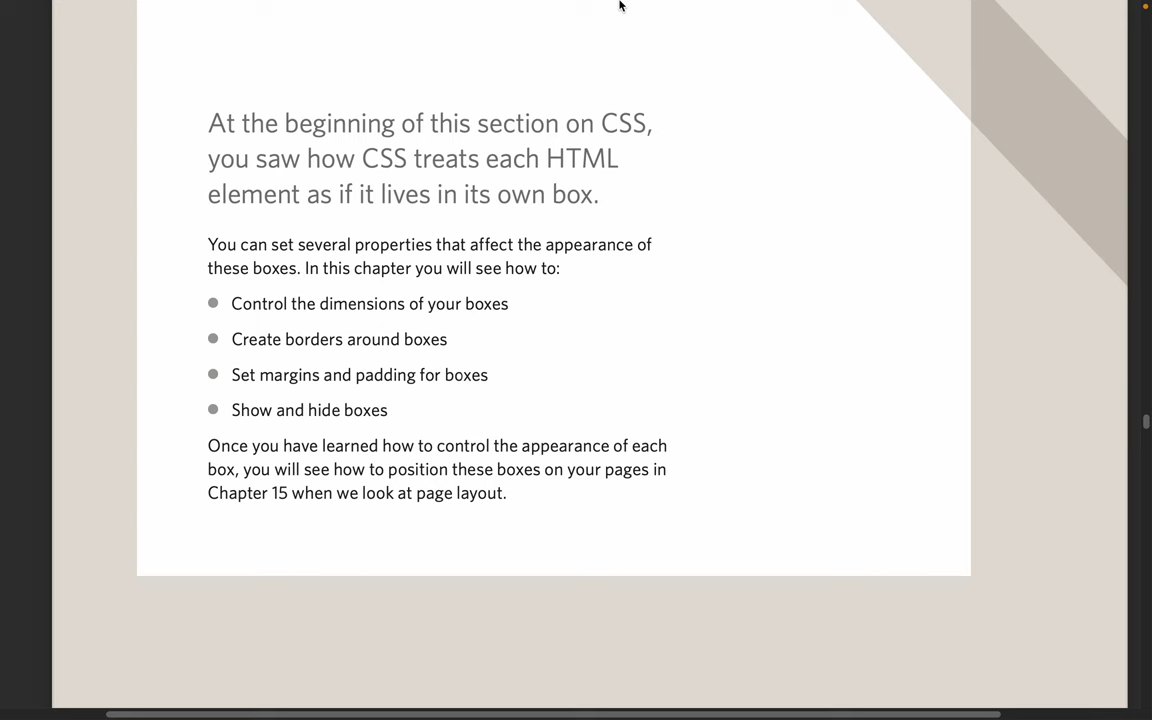 At the beginning of this section on CSS,
you saw how CSS treats each HTML
element as if it lives in its own box.
You can set several properties that affect the appearance of
these boxes. In this chapter you will see how to:
Control the dimensions of your boxes
Create borders around boxes
Set margins and padding for boxes
Show and hide boxes
Once you have learned how to control the appearance of each
box, you will see how to position these boxes on your pages in
Chapter 15 when we look at page layout.